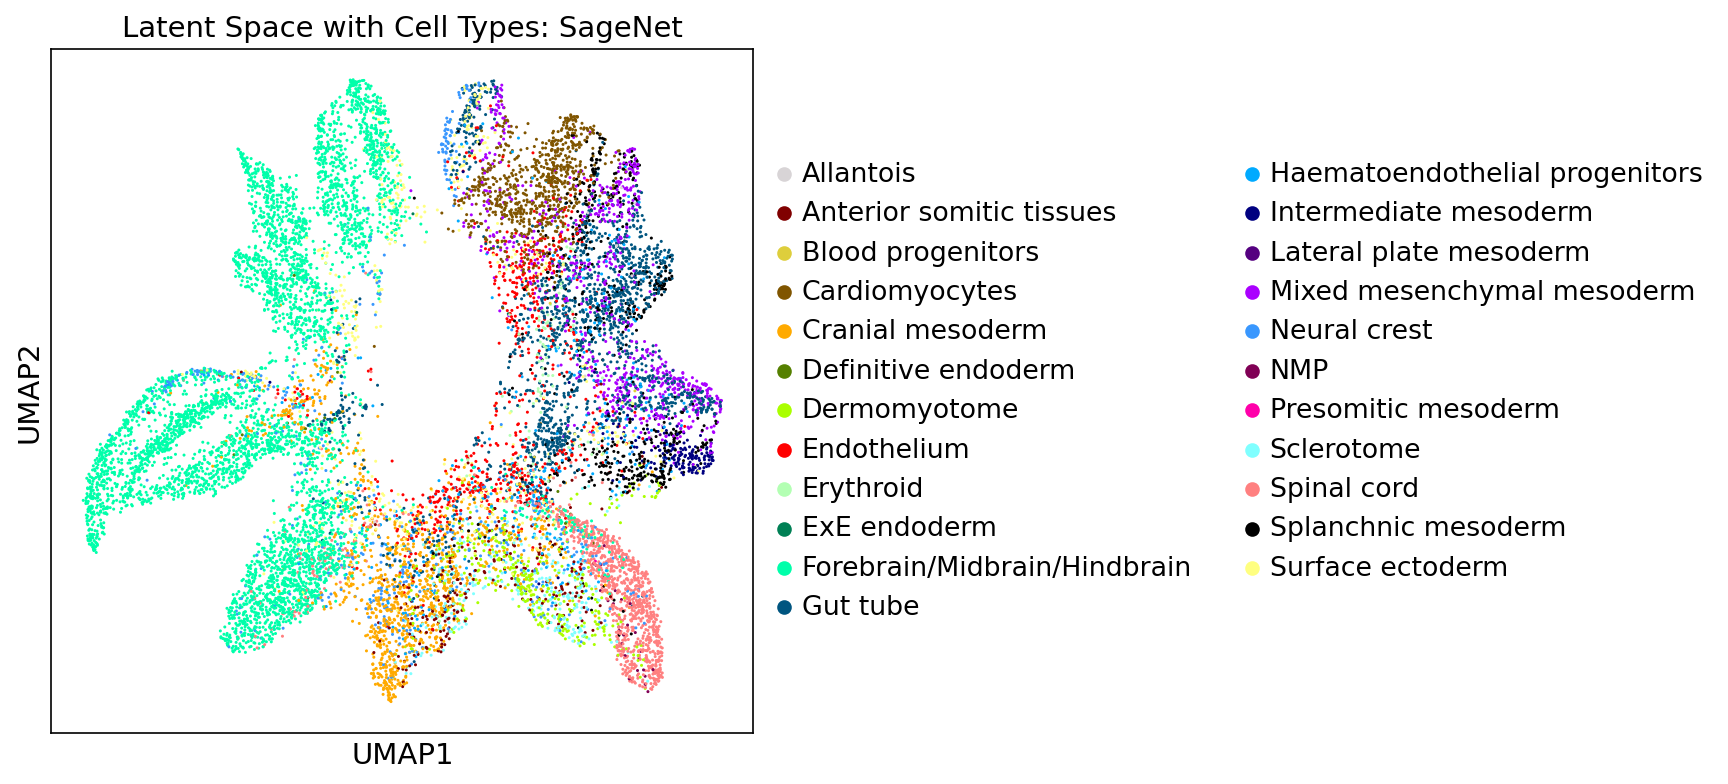 Latent Space with Cell Types: SageNet
UMAP2
UMAP1
Allantois
Anterior somitic tissues
Blood progenitors
Cardiomyocytes
Cranial mesoderm
Definitive endoderm
Dermomyotome
Endothelium
Erythroid
ExE endoderm
Forebrain/Midbrain/Hindbrain
Gut tube
Haematoendothelial progenitors
Intermediate mesoderm
Lateral plate mesoderm
Mixed mesenchymal mesoderm
Neural crest
NMP
Presomitic mesoderm
Sclerotome
Spinal cord
Splanchnic mesoderm
Surface ectoderm